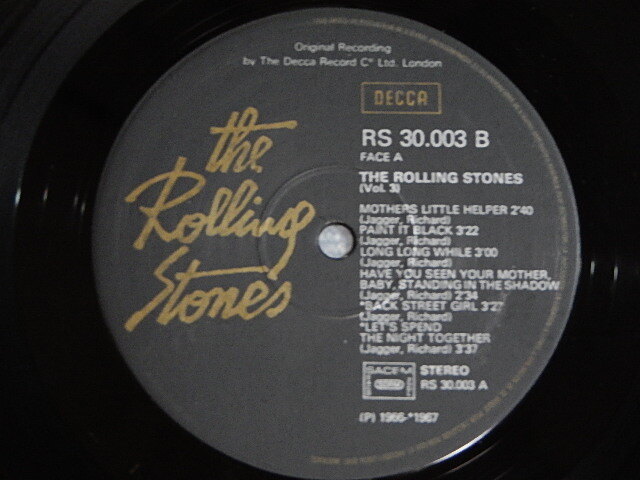 Original Recording
by The Decca Record Cº Ltd. London
DECCA
the
Rolling
Stones
RS 30.003 B
FACE A
THE ROLLING STONES
(Vol. 3)
MOTHERS LITTLE HELPER 2'40
(Jagger, Richard)
PAINT IT BLACK 3'22
(Jagger, Richard)
LONG LONG WHILE 3'00
(Jagger, Richard)
HAVE YOU SEEN YOUR MOTHER,
BABY, STANDING IN THE SHADOW
(Jagger, Richard) 2'34
*BACK STREET GIRL 3'22
(Jagger, Richard)
*LET'S SPEND
THE NIGHT TOGETHER
(Jagger, Richard) 3'37
SACEM
STEREO
RS 30.003 A
(P) 1966-*1967